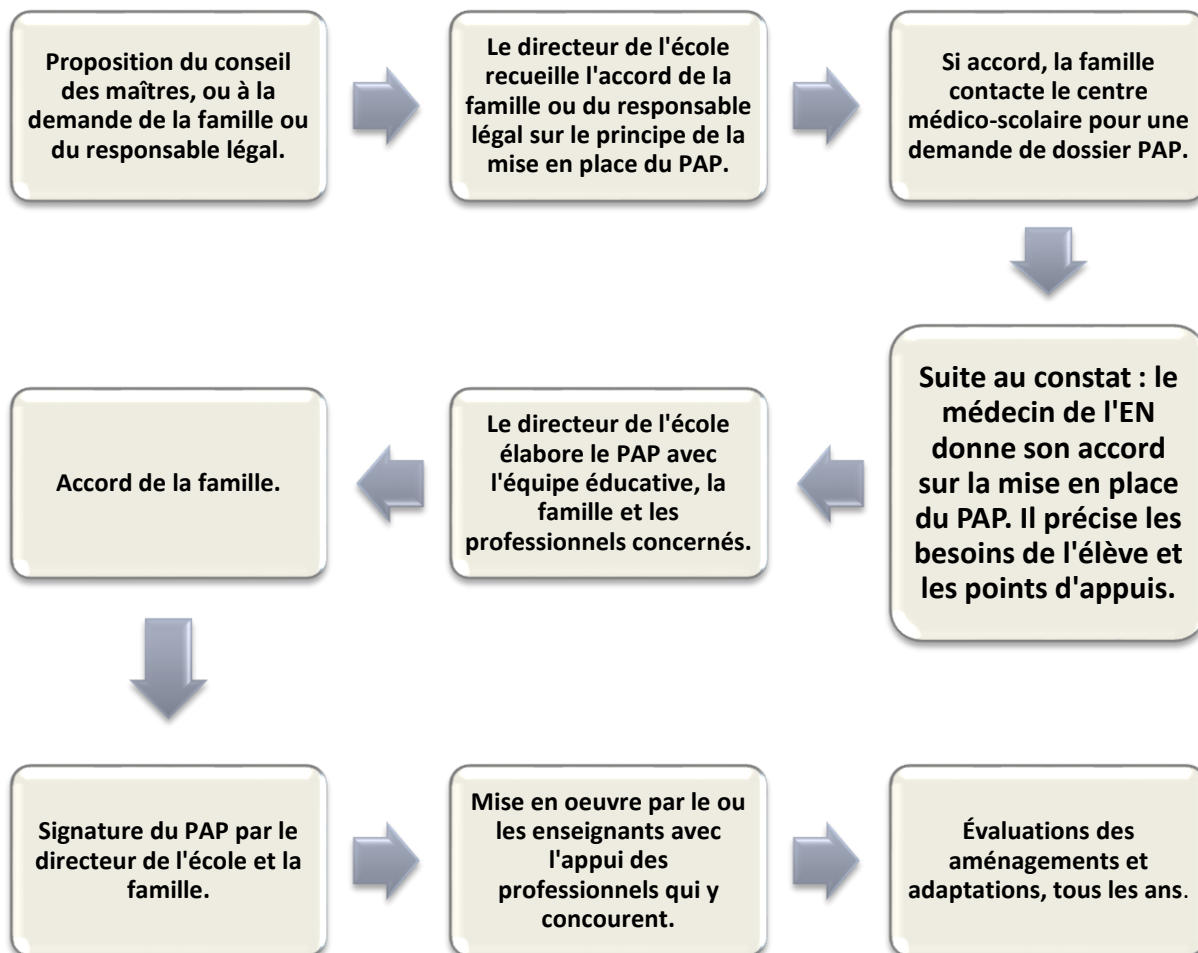 Proposition du conseil
des maîtres, ou à la
demande de la famille ou
du responsable légal.
Le directeur de l'école
recueille l'accord de la
famille ou du responsable
légal sur le principe de la
mise en place du PAP.
Si accord, la famille
contacte le centre
médico-scolaire pour une
demande de dossier PAP.
Suite au constat : le
médecin de l'EN
donne son accord
sur la mise en place
du PAP. Il précise les
besoins de l'élève et
les points d'appuis.
Le directeur de l'école
élabore le PAP avec
l'équipe éducative, la
famille et les
professionnels concernés.
Accord de la famille.
Signature du PAP par le
directeur de l'école et la
famille.
Mise en oeuvre par le ou
les enseignants avec
l'appui des
professionnels qui y
concourent.
Évaluations des
aménagements et
adaptations, tous les ans.